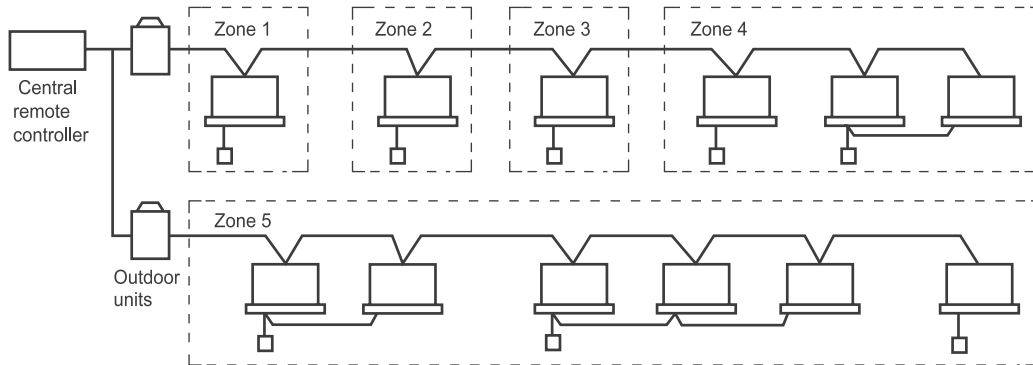 Zone 1
Zone 2
Zone 3
Zone 4
Central
remote
controller
Zone 5
Outdoor
units